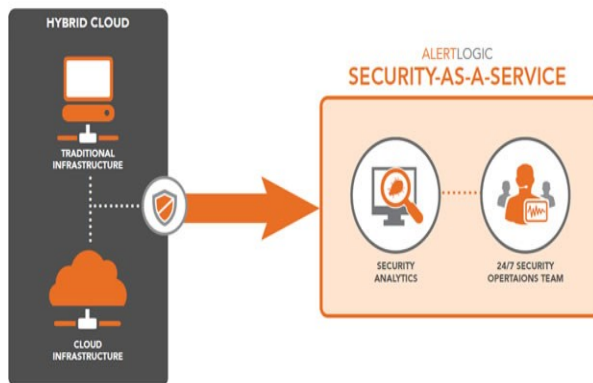 HYBRID CLOUD
TRADITIONAL
INFRASTRUCTURE
CLOUD
INFRASTRUCTURE
ALERTLOGIC
SECURITY-AS-A-SERVICE
SECURITY
ANALYTICS
24/7 SECURITY
OPERTAIONS TEAM